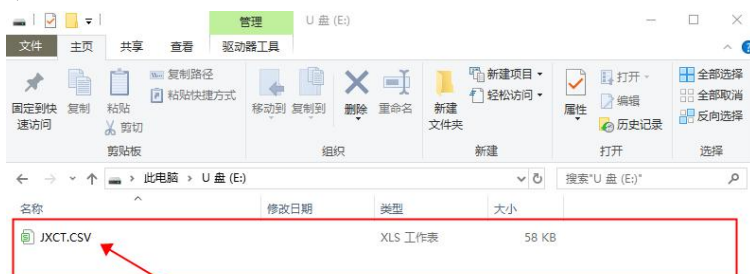 管理 U 盘 (E:)
文件 主页 共享 查看 驱动器工具
固定到快速访问
复制
粘贴
复制路径
粘贴快捷方式
剪切
移动到
复制到
删除
重命名
新建
文件夹
新建项目
轻松访问
属性
打开
编辑
历史记录
全部选择
全部取消
反向选择
剪贴板 组织 新建 打开 选择
此电脑 › U 盘 (E:) 搜索"U 盘 (E:)"
名称 修改日期 类型 大小
JXCT.CSV XLS 工作表 58 KB